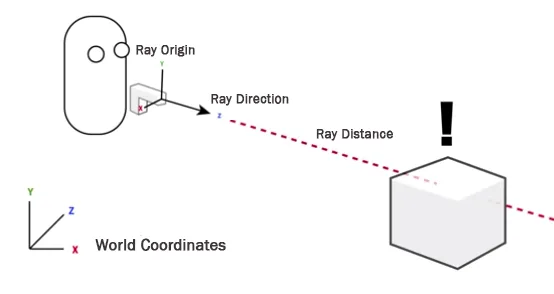 Ray Origin
Y
X
Ray Direction
Z
Ray Distance
!
Y
Z
X
World Coordinates